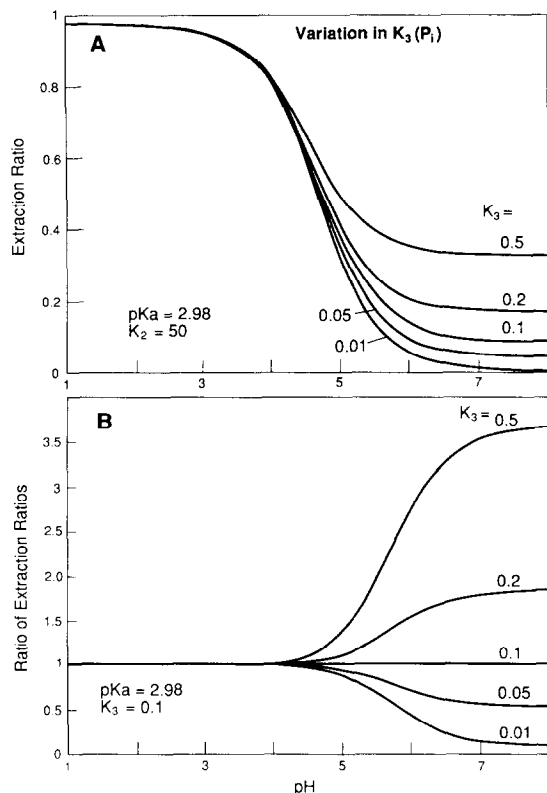 A
Variation in K₃ (Pᵢ)
Extraction Ratio
1
0.8
0.6
0.4
0.2
0
K₃ =
0.5
0.2
0.1
0.05
0.01
pKa = 2.98
K₂ = 50
1
3
5
7
B
K₃ = 0.5
Ratio of Extraction Ratios
3.5
3
2.5
2.0
1.5
1
0.5
0
0.2
0.1
0.05
0.01
pKa = 2.98
K₃ = 0.1
1
3
5
7
pH